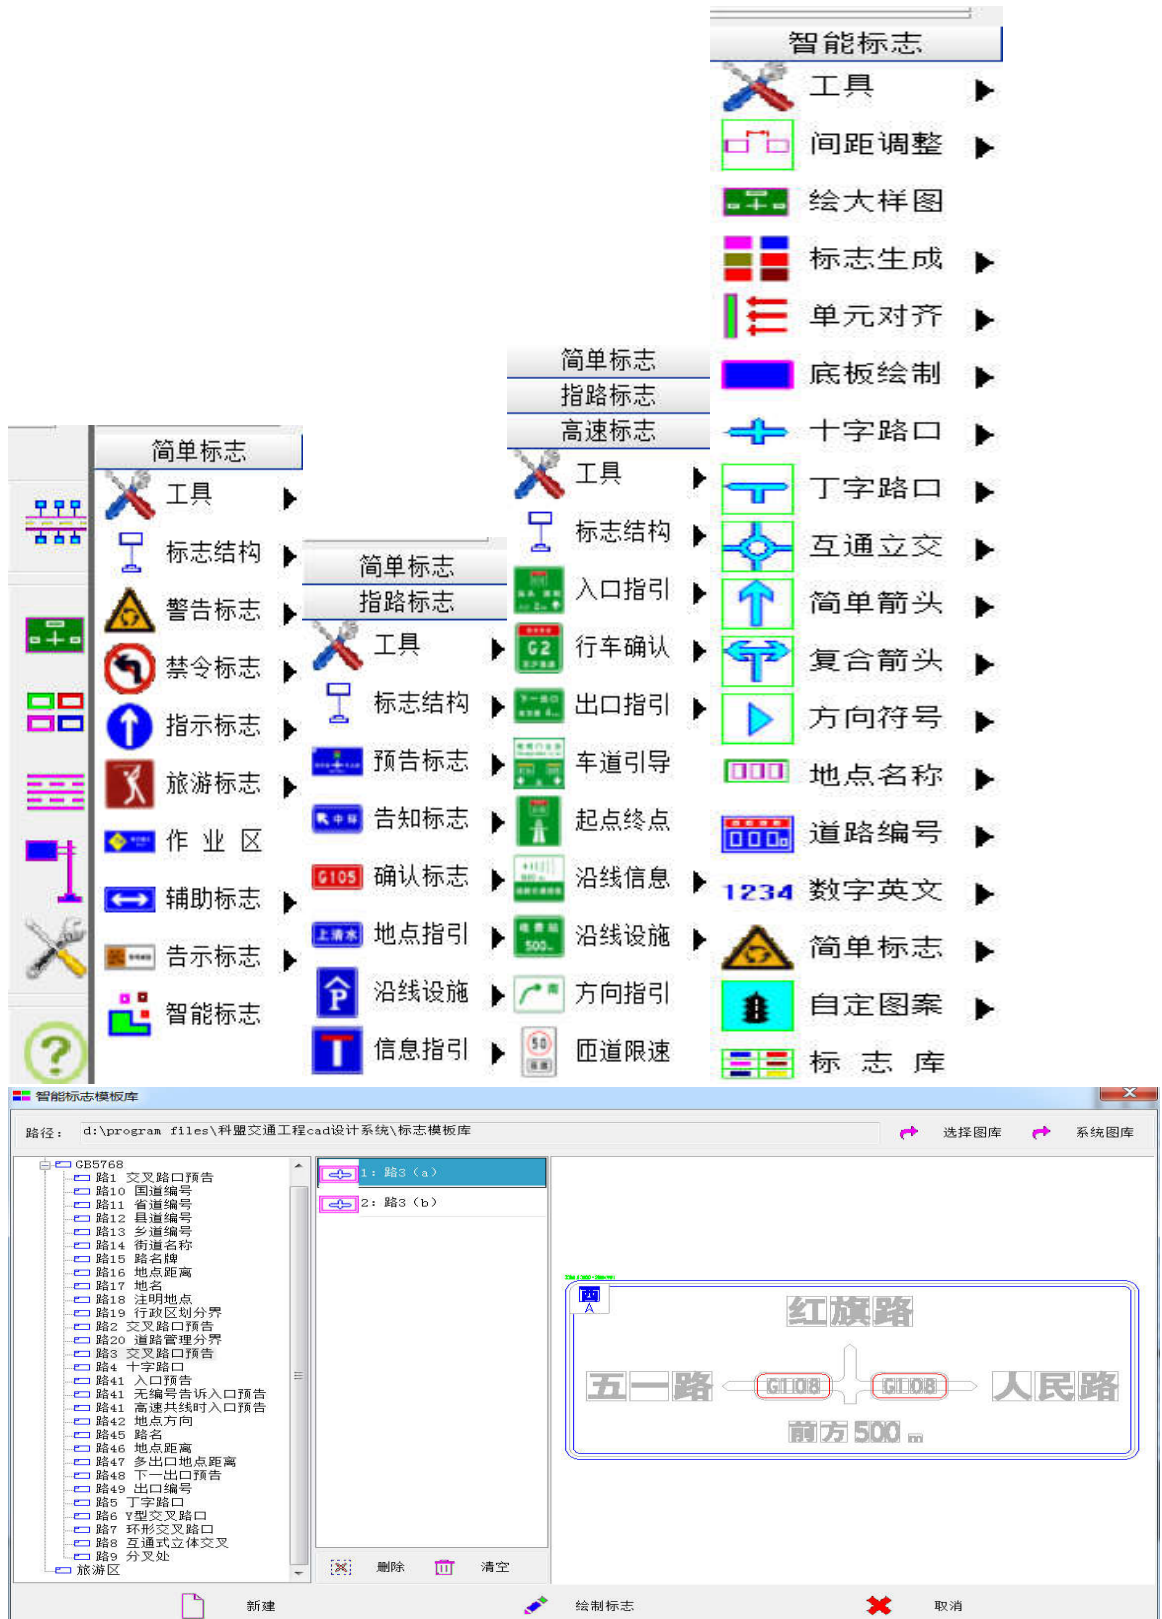 智能标志
工具
间距调整
绘大样图
标志生成
单元对齐
底板绘制
十字路口
丁字路口
互通立交
简单箭头
复合箭头
方向符号
地点名称
道路编号
1234 数字英文
简单标志
自定图案
标志库
简单标志
指路标志
高速标志
工具
标志结构
入口指引
G2 行车确认
出口指引
车道引导
起点终点
沿线信息
500m 沿线设施
方向指引
50 匝道限速
简单标志
指路标志
工具
标志结构
预告标志
告知标志
G105 确认标志
上清水 地点指引
P 沿线设施
信息指引
简单标志
工具
标志结构
警告标志
禁令标志
指示标志
旅游标志
作业区
辅助标志
告示标志
智能标志
?
智能标志模板库
路径: d:\program files\科盟交通工程cad设计系统\标志模板库 选择图库 系统图库
GB5768
路1 交叉路口预告
路10 国道编号
路11 省道编号
路12 县道编号
路13 乡道编号
路14 街道名称
路15 路名牌
路16 地点距离
路17 地名
路18 注明地点
路19 行政区划分界
路2 交叉路口预告
路20 道路管理分界
路3 交叉路口预告
路4 十字路口
路41 入口预告
路41 无编号告诉入口预告
路41 高速共线时入口预告
路42 地点方向
路45 路名
路46 地点距离
路47 多出口地点距离
路48 下一出口预告
路49 出口编号
路5 丁字路口
路6 Y型交叉路口
路7 环形交叉路口
路8 互通式立体交叉
路9 分叉处
旅游区
1: 路3（a）
2: 路3（b）
删除 清空
西
A
红旗路
五一路 G108 G108 人民路
前方500m
新建 绘制标志 取消